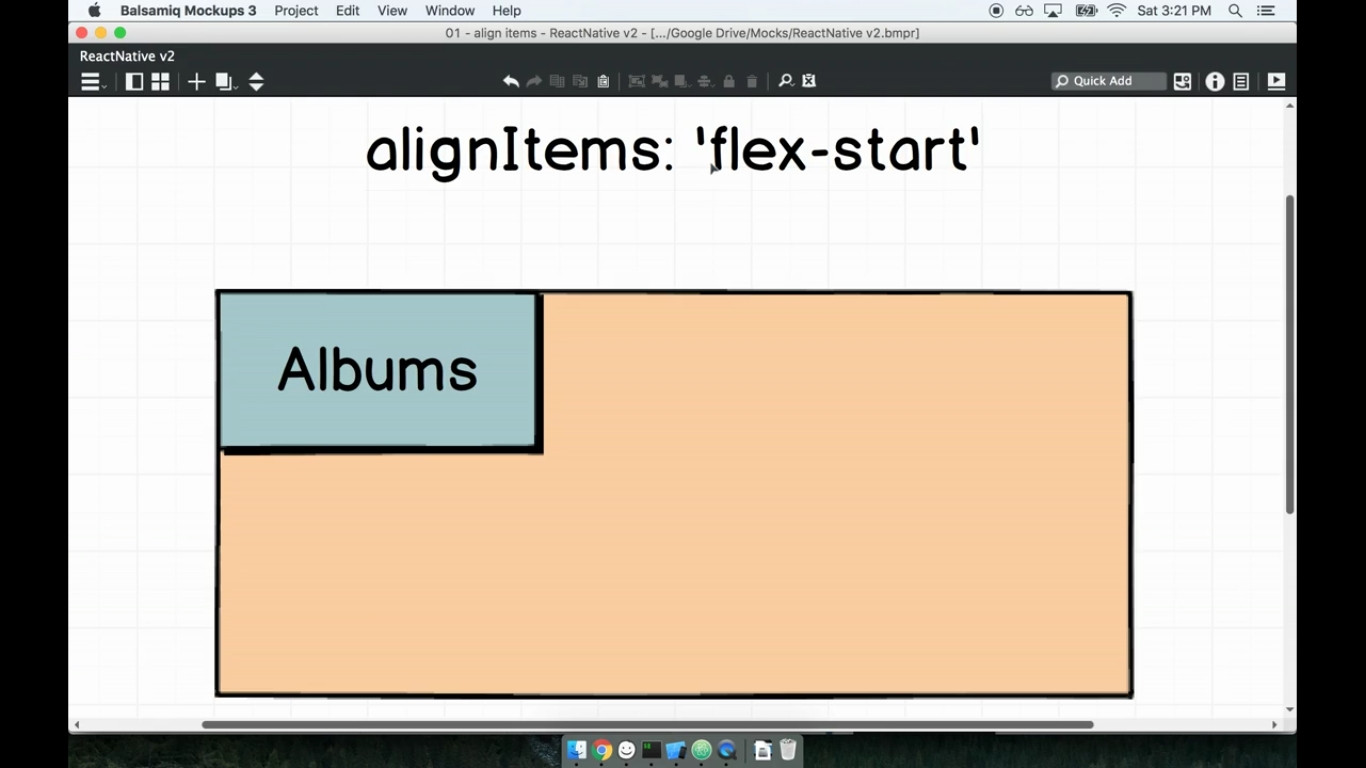 Balsamiq Mockups 3 Project Edit View Window Help Sat 3:21 PM
01 - align items - ReactNative v2 - [.../Google Drive/Mocks/ReactNative v2.bmpr]
ReactNative v2
Quick Add
alignItems: 'flex-start'
Albums